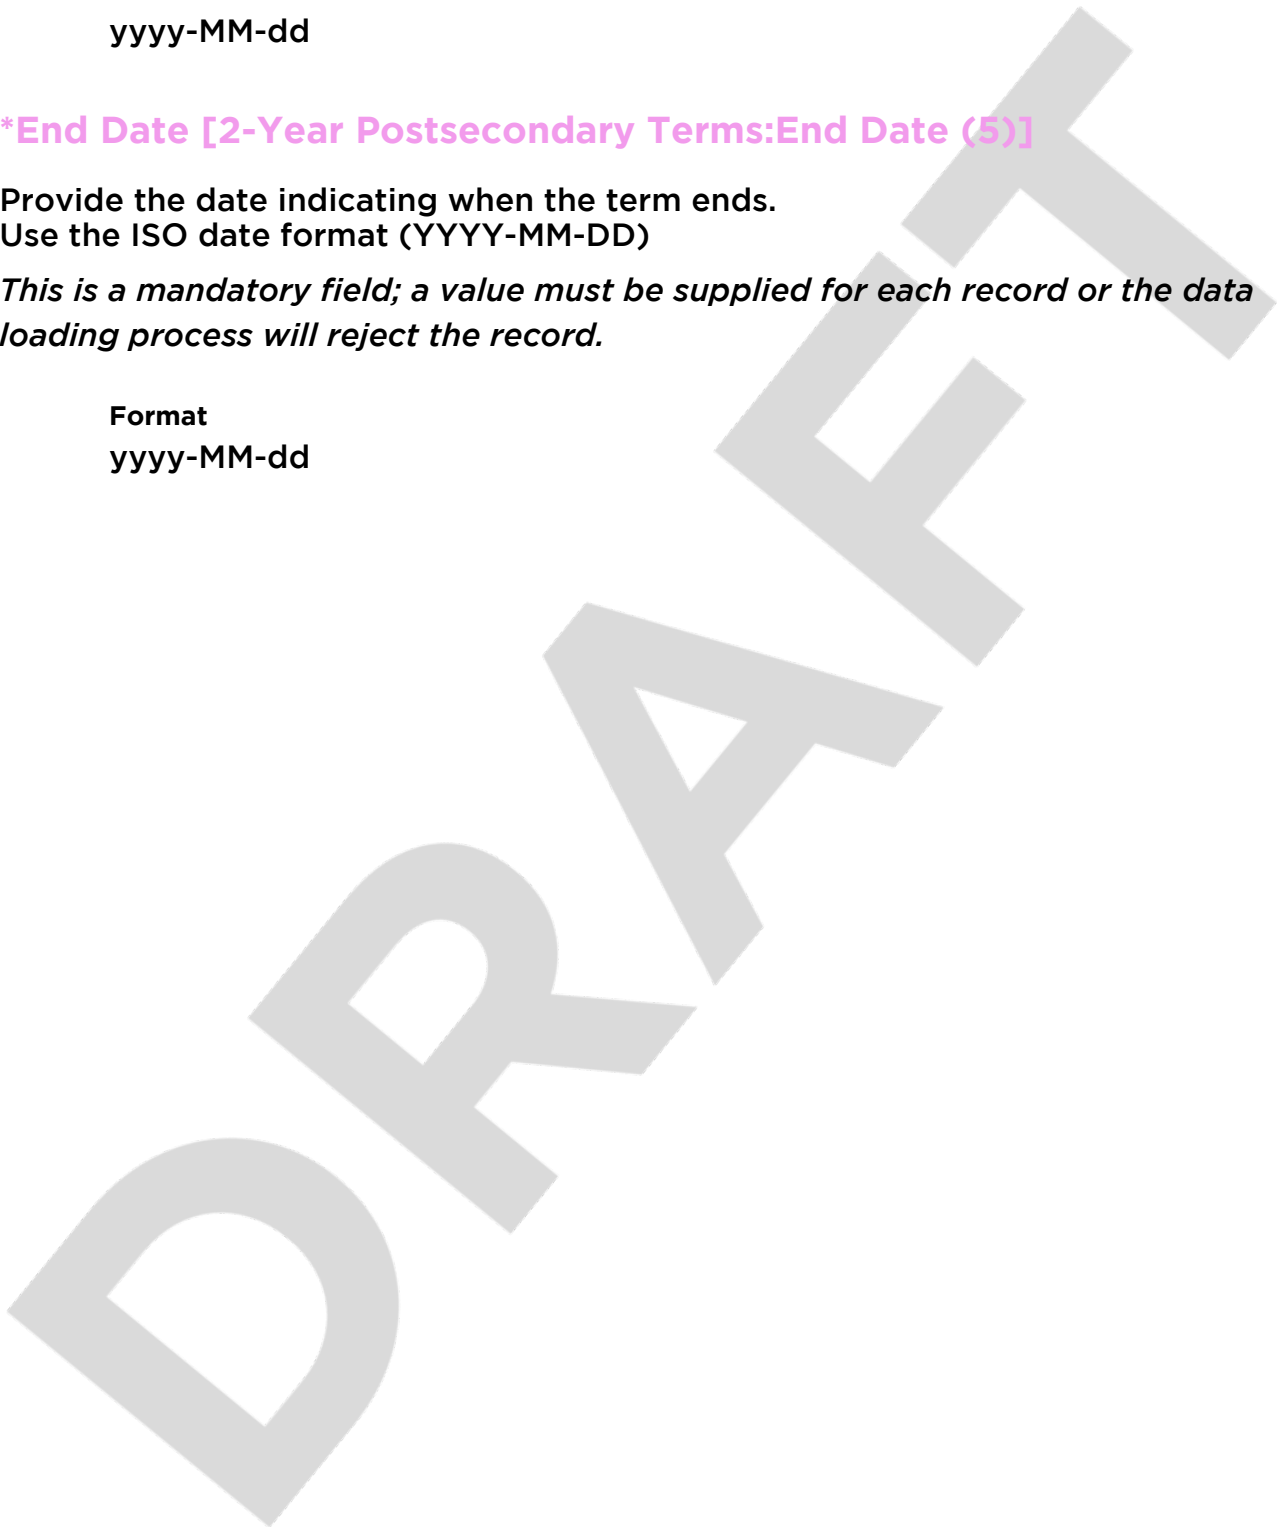 yyyy-MM-dd
*End Date [2-Year Postsecondary Terms:End Date (5)]
Provide the date indicating when the term ends.
Use the ISO date format (YYYY-MM-DD)
This is a mandatory field; a value must be supplied for each record or the data
loading process will reject the record.
Format
yyyy-MM-dd
DRAFT